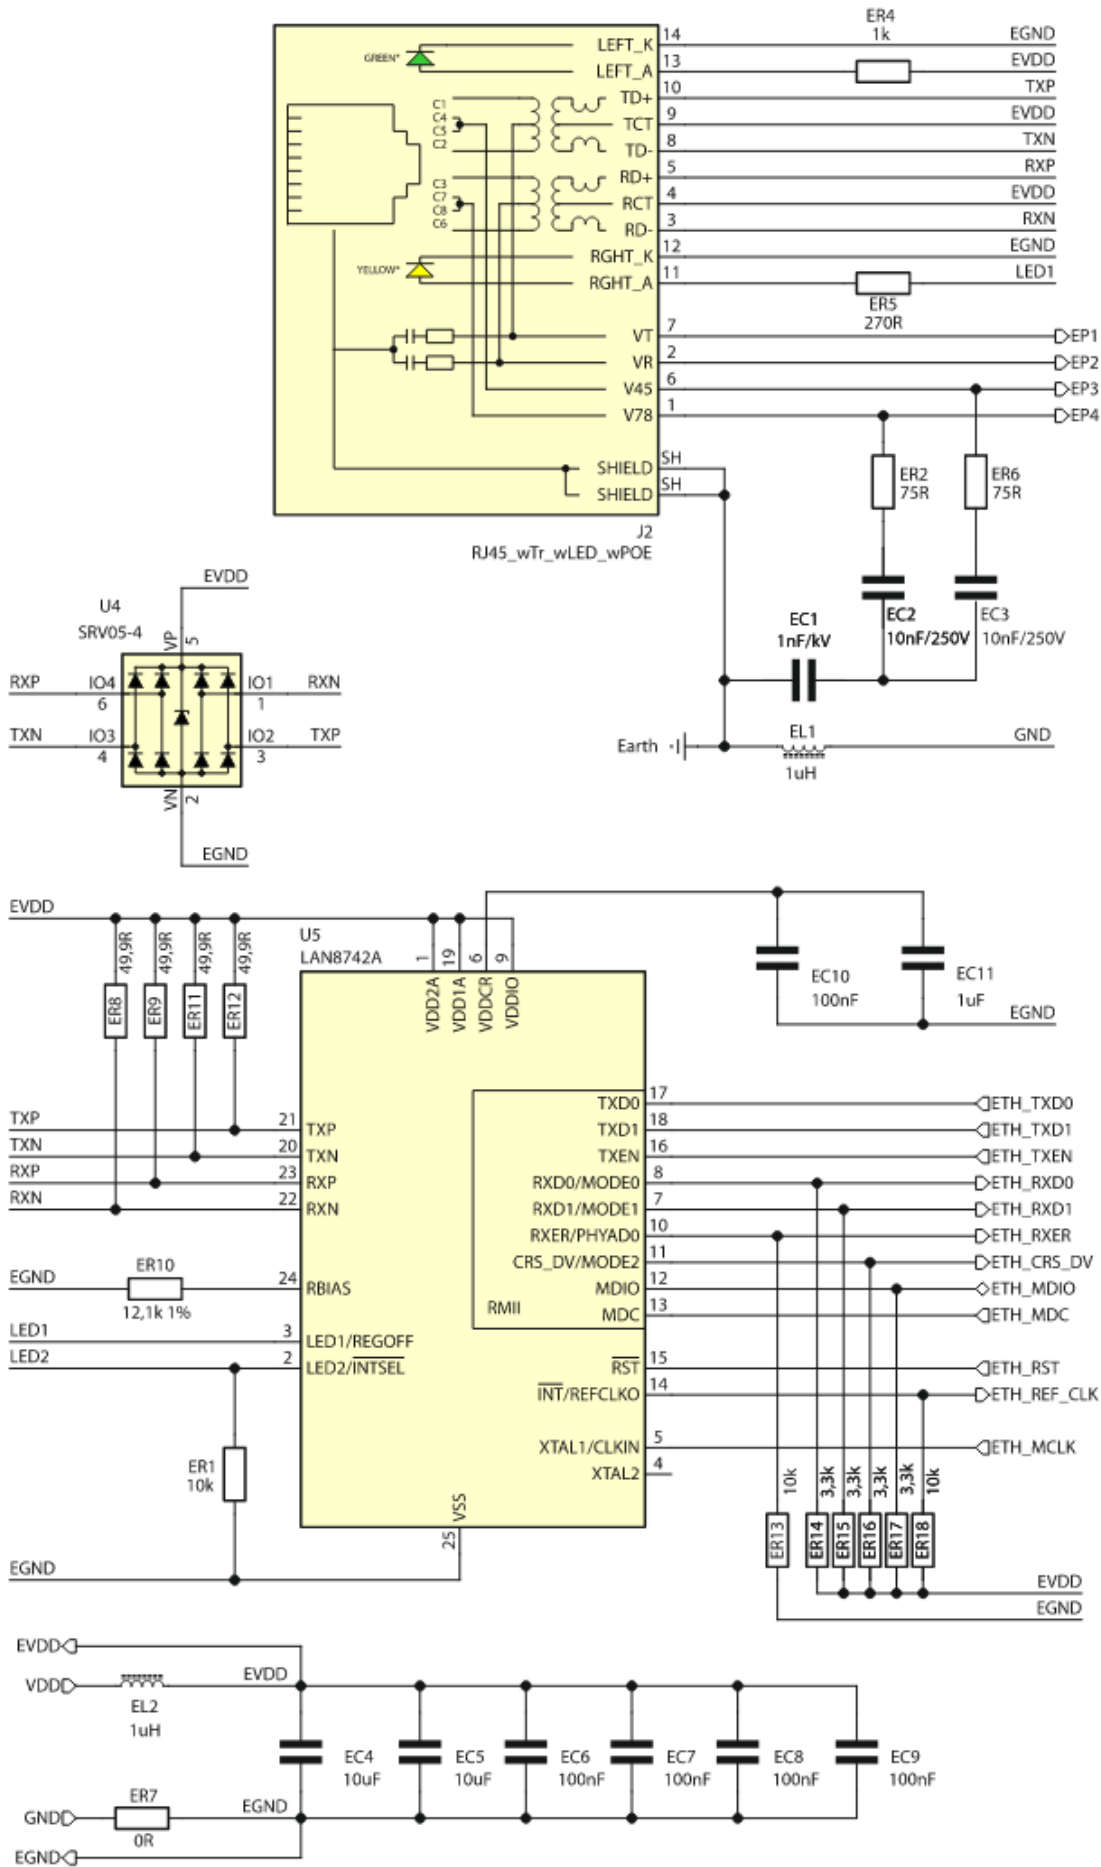 ER4
1k
14
LEFT_K
EGND
GREEN*
13
LEFT_A
EVDD
10
TD+
TXP
C1
C4
C5
C2
9
TCT
EVDD
8
TD-
TXN
5
RD+
RXP
C3
C7
C8
C6
4
RCT
EVDD
3
RD-
RXN
12
RGHT_K
EGND
YELLOW*
11
RGHT_A
LED1
ER5
270R
7
VT
EP1
2
VR
EP2
6
V45
EP3
1
V78
EP4
SH
SHIELD
SH
SHIELD
ER2
75R
ER6
75R
J2
RJ45_wTr_wLED_wPOE
EVDD
U4
SRV05-4
VP
5
RXP
IO4
6
IO1
1
RXN
TXN
IO3
4
IO2
3
TXP
VN
2
EGND
EC1
1nF/kV
EC2
10nF/250V
EC3
10nF/250V
Earth
EL1
1uH
GND
EVDD
49,9R
49,9R
49,9R
49,9R
ER8
ER9
ER11
ER12
U5
LAN8742A
1
19
6
9
VDD2A
VDD1A
VDDCR
VDDIO
EC10
100nF
EC11
1uF
EGND
TXP
21
TXP
TXN
20
TXN
RXP
23
RXP
RXN
22
RXN
EGND
ER10
12,1k 1%
24
RBIAS
LED1
3
LED1/REGOFF
LED2
2
LED2/INTSEL
ER1
10k
EGND
VSS
25
RMII
TXD0
17
ETH_TXD0
TXD1
18
ETH_TXD1
TXEN
16
ETH_TXEN
RXD0/MODE0
8
ETH_RXD0
RXD1/MODE1
7
ETH_RXD1
RXER/PHYAD0
10
ETH_RXER
CRS_DV/MODE2
11
ETH_CRS_DV
MDIO
12
ETH_MDIO
MDC
13
ETH_MDC
RST
15
ETH_RST
INT/REFCLKO
14
ETH_REF_CLK
XTAL1/CLKIN
5
ETH_MCLK
XTAL2
4
10k
3,3k
3,3k
3,3k
3,3k
10k
ER13
ER14
ER15
ER16
ER17
ER18
EVDD
EGND
EVDD
VDD
EVDD
EL2
1uH
EC4
10uF
EC5
10uF
EC6
100nF
EC7
100nF
EC8
100nF
EC9
100nF
ER7
GND
EGND
0R
EGND